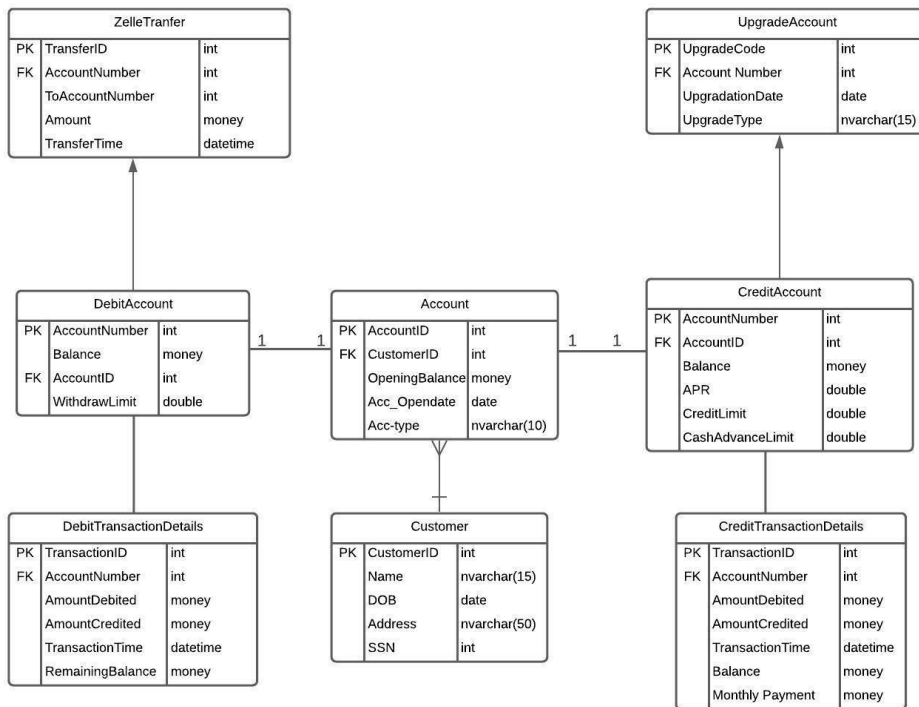 ZelleTranfer
PK TransferID int
FK AccountNumber int
ToAccountNumber int
Amount money
TransferTime datetime
UpgradeAccount
PK UpgradeCode int
FK Account Number int
UpgradationDate date
UpgradeType nvarchar(15)
DebitAccount
PK AccountNumber int
Balance money
FK AccountID int
WithdrawLimit double
1 1
Account
PK AccountID int
FK CustomerID int
OpeningBalance money
Acc_Opendate date
Acc-type nvarchar(10)
1 1
CreditAccount
PK AccountNumber int
FK AccountID int
Balance money
APR double
CreditLimit double
CashAdvanceLimit double
DebitTransactionDetails
PK TransactionID int
FK AccountNumber int
AmountDebited money
AmountCredited money
TransactionTime datetime
RemainingBalance money
Customer
PK CustomerID int
Name nvarchar(15)
DOB date
Address nvarchar(50)
SSN int
CreditTransactionDetails
PK TransactionID int
FK AccountNumber int
AmountDebited money
AmountCredited money
TransactionTime datetime
Balance money
Monthly Payment money